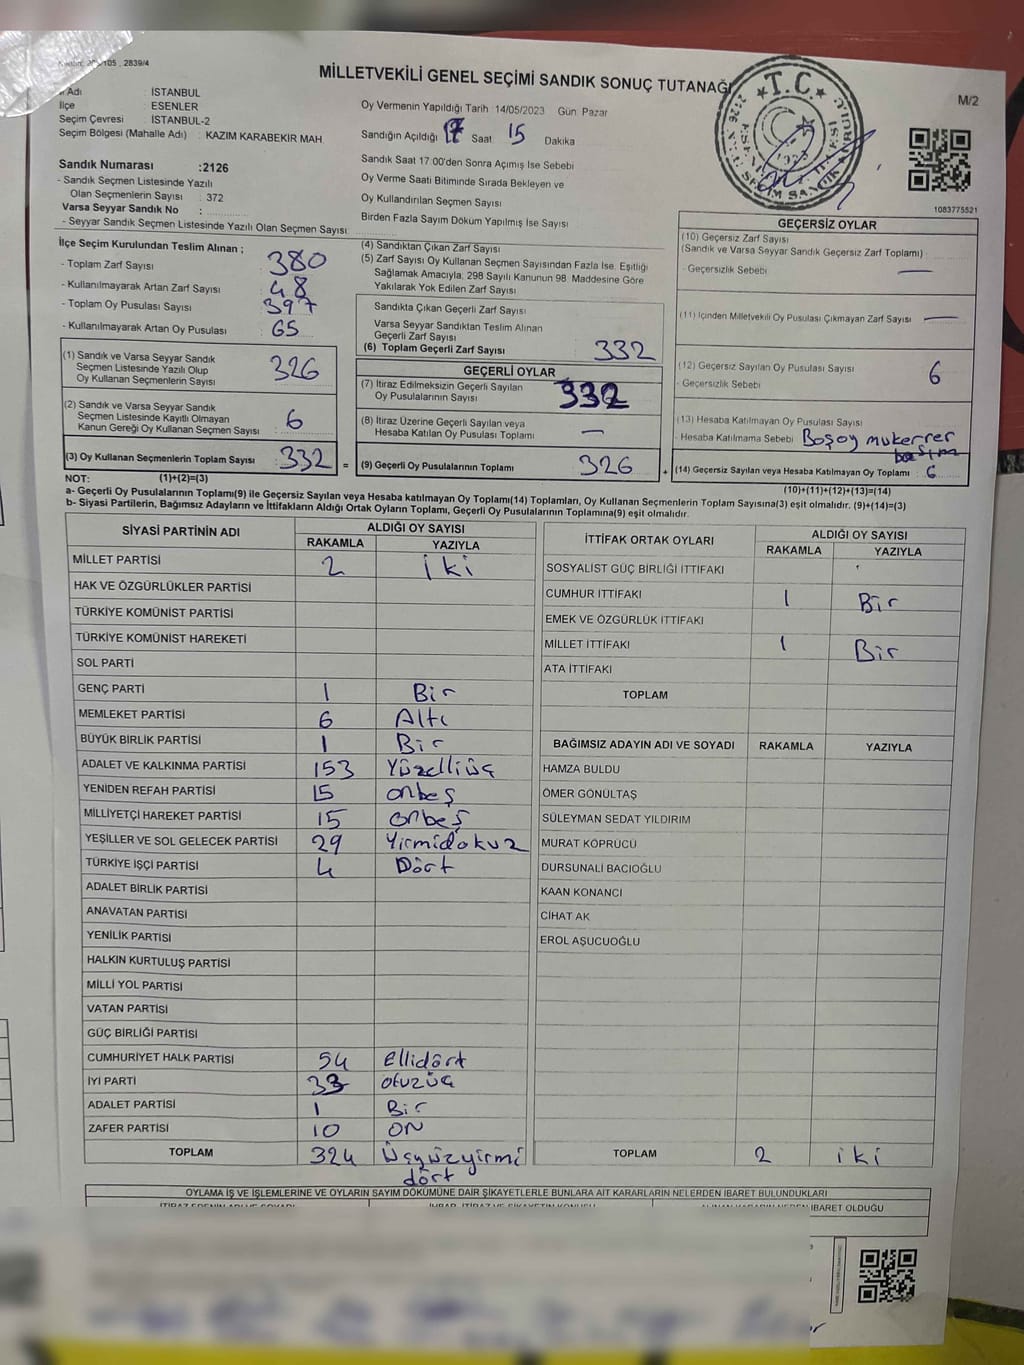 MİLLETVEKİLİ GENEL SEÇİMİ SANDIK SONUÇ TUTANAĞI
M/2
İl Adı : İSTANBUL
İlçe : ESENLER
Seçim Çevresi : İSTANBUL-2
Seçim Bölgesi (Mahalle Adı) : KAZIM KARABEKİR MAH.
Sandık Numarası :2126
- Sandık Seçmen Listesinde Yazılı
Olan Seçmenlerin Sayısı : 372
Varsa Seyyar Sandık No :
- Seyyar Sandık Seçmen Listesinde Yazılı Olan Seçmen Sayısı:
Oy Vermenin Yapıldığı Tarih :14/05/2023 Gün: Pazar
Sandığın Açıldığı 17 Saat 15 Dakika
Sandık Saat 17:00'den Sonra Açılmış İse Sebebi
Oy Verme Saati Bitiminde Sırada Bekleyen ve
Oy Kullandırılan Seçmen Sayısı
Birden Fazla Sayım Döküm Yapılmış İse Sayısı
1083775521
İlçe Seçim Kurulundan Teslim Alınan ;
- Toplam Zarf Sayısı : 380
- Kullanılmayarak Artan Zarf Sayısı : 48
- Toplam Oy Pusulası Sayısı : 397
- Kullanılmayarak Artan Oy Pusulası : 65
(1) Sandık ve Varsa Seyyar Sandık
Seçmen Listesinde Yazılı Olup
Oy Kullanan Seçmenlerin Sayısı 326
(2) Sandık ve Varsa Seyyar Sandık
Seçmen Listesinde Kayıtlı Olmayan
Kanun Gereği Oy Kullanan Seçmen Sayısı : 6
(3) Oy Kullanan Seçmenlerin Toplam Sayısı : 332 =
(4) Sandıktan Çıkan Zarf Sayısı
(5) Zarf Sayısı Oy Kullanan Seçmen Sayısından Fazla İse, Eşitliği
Sağlamak Amacıyla, 298 Sayılı Kanunun 98. Maddesine Göre
Yakılarak Yok Edilen Zarf Sayısı
Sandıkta Çıkan Geçerli Zarf Sayısı
Varsa Seyyar Sandıktan Teslim Alınan
Geçerli Zarf Sayısı
(6) Toplam Geçerli Zarf Sayısı 332
GEÇERLİ OYLAR
(7) İtiraz Edilmeksizin Geçerli Sayılan
Oy Pusulalarının Sayısı 332
(8) İtiraz Üzerine Geçerli Sayılan veya
Hesaba Katılan Oy Pusulası Toplamı —
(9) Geçerli Oy Pusulalarının Toplamı 326 +
GEÇERSİZ OYLAR
(10) Geçersiz Zarf Sayısı
(Sandık ve Varsa Seyyar Sandık Geçersiz Zarf Toplamı) :
- Geçersizlik Sebebi —
(11) İçinden Milletvekili Oy Pusulası Çıkmayan Zarf Sayısı : —
(12) Geçersiz Sayılan Oy Pusulası Sayısı : 6
- Geçersizlik Sebebi
(13) Hesaba Katılmayan Oy Pusulası Sayısı :
- Hesaba Katılmama Sebebi Boşoy mukerrer
basım
(14) Geçersiz Sayılan veya Hesaba Katılmayan Oy Toplamı : 6
NOT: (1)+(2)=(3) (10)+(11)+(12)+(13)=(14)
a- Geçerli Oy Pusulalarının Toplamı(9) ile Geçersiz Sayılan veya Hesaba katılmayan Oy Toplamı(14) Toplamları, Oy Kullanan Seçmenlerin Toplam Sayısına(3) eşit olmalıdır. (9)+(14)=(3)
b- Siyasi Partilerin, Bağımsız Adayların ve İttifakların Aldığı Ortak Oyların Toplamı, Geçerli Oy Pusulalarının Toplamına(9) eşit olmalıdır.
SİYASİ PARTİNİN ADI ALDIĞI OY SAYISI
RAKAMLA YAZIYLA
MİLLET PARTİSİ 2 iki
HAK VE ÖZGÜRLÜKLER PARTİSİ
TÜRKİYE KOMÜNİST PARTİSİ
TÜRKİYE KOMÜNİST HAREKETİ
SOL PARTİ
GENÇ PARTİ 1 Bir
MEMLEKET PARTİSİ 6 Altı
BÜYÜK BİRLİK PARTİSİ 1 Bir
ADALET VE KALKINMA PARTİSİ 153 Yüzelliüç
YENİDEN REFAH PARTİSİ 15 onbeş
MİLLİYETÇİ HAREKET PARTİSİ 15 onbeş
YEŞİLLER VE SOL GELECEK PARTİSİ 29 Yirmidokuz
TÜRKİYE İŞÇİ PARTİSİ 4 Dört
ADALET BİRLİK PARTİSİ
ANAVATAN PARTİSİ
YENİLİK PARTİSİ
HALKIN KURTULUŞ PARTİSİ
MİLLİ YOL PARTİSİ
VATAN PARTİSİ
GÜÇ BİRLİĞİ PARTİSİ
CUMHURİYET HALK PARTİSİ 54 Ellidört
İYİ PARTİ 33 otuzüç
ADALET PARTİSİ 1 Bir
ZAFER PARTİSİ 10 ON
TOPLAM 324 Üçyüzyirmi
dört
İTTİFAK ORTAK OYLARI ALDIĞI OY SAYISI
RAKAMLA YAZIYLA
SOSYALİST GÜÇ BİRLİĞİ İTTİFAKI
CUMHUR İTTİFAKI 1 Bir
EMEK VE ÖZGÜRLÜK İTTİFAKI
MİLLET İTTİFAKI 1 Bir
ATA İTTİFAKI
TOPLAM
BAĞIMSIZ ADAYIN ADI VE SOYADI RAKAMLA YAZIYLA
HAMZA BULDU
ÖMER GÖNÜLTAŞ
SÜLEYMAN SEDAT YILDIRIM
MURAT KÖPRÜCÜ
DURSUNALİ BACIOĞLU
KAAN KONANCI
CİHAT AK
EROL AŞUCUOĞLU
TOPLAM 2 iki
OYLAMA İŞ VE İŞLEMLERİNE VE OYLARIN SAYIM DÖKÜMÜNE DAİR ŞİKAYETLERLE BUNLARA AİT KARARLARIN NELERDEN İBARET BULUNDUKLARI
İBARET OLDUĞU